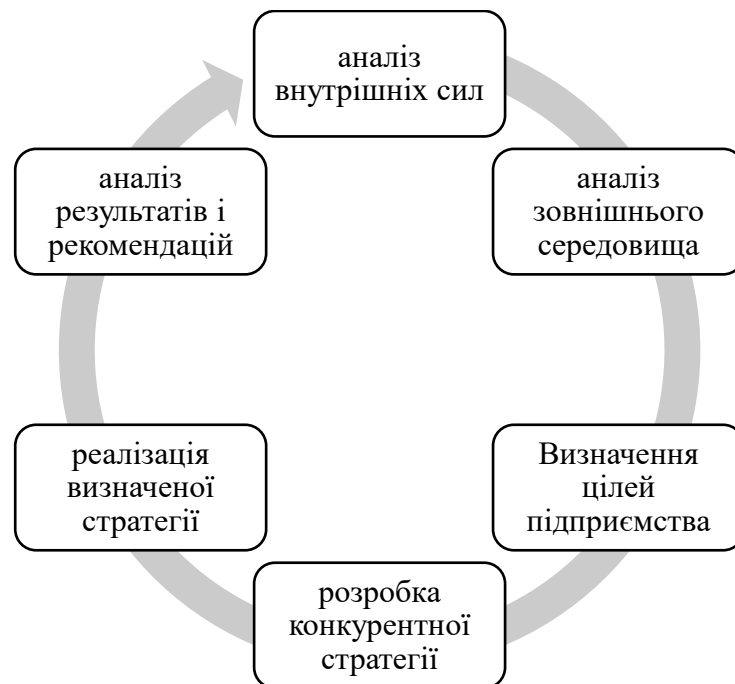 аналіз
внутрішніх сил
аналіз
зовнішнього
середовища
Визначення
цілей
підприємства
розробка
конкурентної
стратегії
реалізація
визначеної
стратегії
аналіз
результатів і
рекомендацій